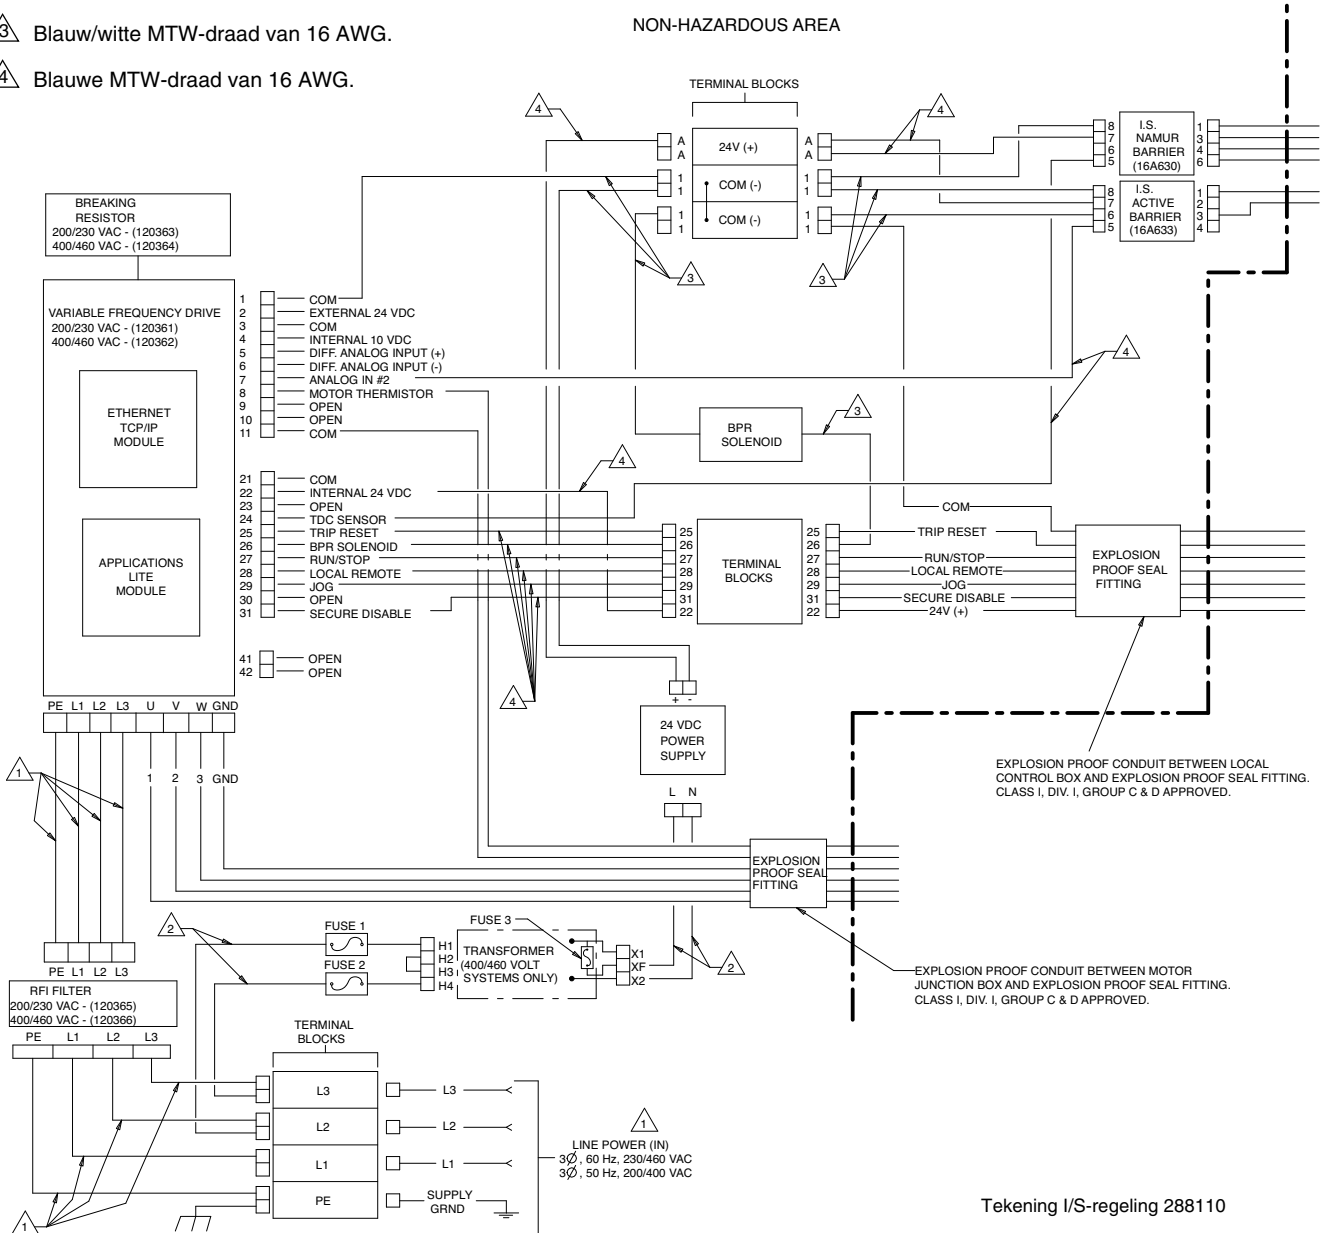 3 Blauw/witte MTW-draad van 16 AWG.
4 Blauwe MTW-draad van 16 AWG.
NON-HAZARDOUS AREA
TERMINAL BLOCKS
4
4
A
A
24V (+)
A
A
1
1
COM (-)
1
1
1
1
COM (-)
1
1
3
3
8
7
6
5
I.S.
NAMUR
BARRIER
(16A630)
1
3
4
6
8
7
6
5
I.S.
ACTIVE
BARRIER
(16A633)
1
2
3
4
BREAKING
RESISTOR
200/230 VAC - (120363)
400/460 VAC - (120364)
VARIABLE FREQUENCY DRIVE
200/230 VAC - (120361)
400/460 VAC - (120362)
ETHERNET
TCP/IP
MODULE
APPLICATIONS
LITE
MODULE
1 COM
2 EXTERNAL 24 VDC
3 COM
4 INTERNAL 10 VDC
5 DIFF. ANALOG INPUT (+)
6 DIFF. ANALOG INPUT (-)
7 ANALOG IN #2
8 MOTOR THERMISTOR
9 OPEN
10 OPEN
11 COM
21 COM
22 INTERNAL 24 VDC
23 OPEN
24 TDC SENSOR
25 TRIP RESET
26 BPR SOLENOID
27 RUN/STOP
28 LOCAL REMOTE
29 JOG
30 OPEN
31 SECURE DISABLE
41 OPEN
42 OPEN
4
BPR
SOLENOID
3
4
4
25
26
27
28
29
31
22
TERMINAL
BLOCKS
25
26
27
28
29
31
22
COM
TRIP RESET
RUN/STOP
LOCAL REMOTE
JOG
SECURE DISABLE
24V (+)
EXPLOSION
PROOF SEAL
FITTING
EXPLOSION PROOF CONDUIT BETWEEN LOCAL
CONTROL BOX AND EXPLOSION PROOF SEAL FITTING.
CLASS I, DIV. I, GROUP C & D APPROVED.
+ -
24 VDC
POWER
SUPPLY
L N
PE L1 L2 L3 U V W GND
1
1 2 3 GND
EXPLOSION
PROOF SEAL
FITTING
EXPLOSION PROOF CONDUIT BETWEEN MOTOR
JUNCTION BOX AND EXPLOSION PROOF SEAL FITTING.
CLASS I, DIV. I, GROUP C & D APPROVED.
2
FUSE 1
FUSE 2
H1
H2
H3
H4
FUSE 3
TRANSFORMER
(400/460 VOLT
SYSTEMS ONLY)
X1
XF
X2
2
PE L1 L2 L3
RFI FILTER
200/230 VAC - (120365)
400/460 VAC - (120366)
PE L1 L2 L3
TERMINAL
BLOCKS
L3
L2
L1
PE
L3
L2
L1
SUPPLY
GRND
1
LINE POWER (IN)
3Ø, 60 Hz, 230/460 VAC
3Ø, 50 Hz, 200/400 VAC
1
Tekening I/S-regeling 288110